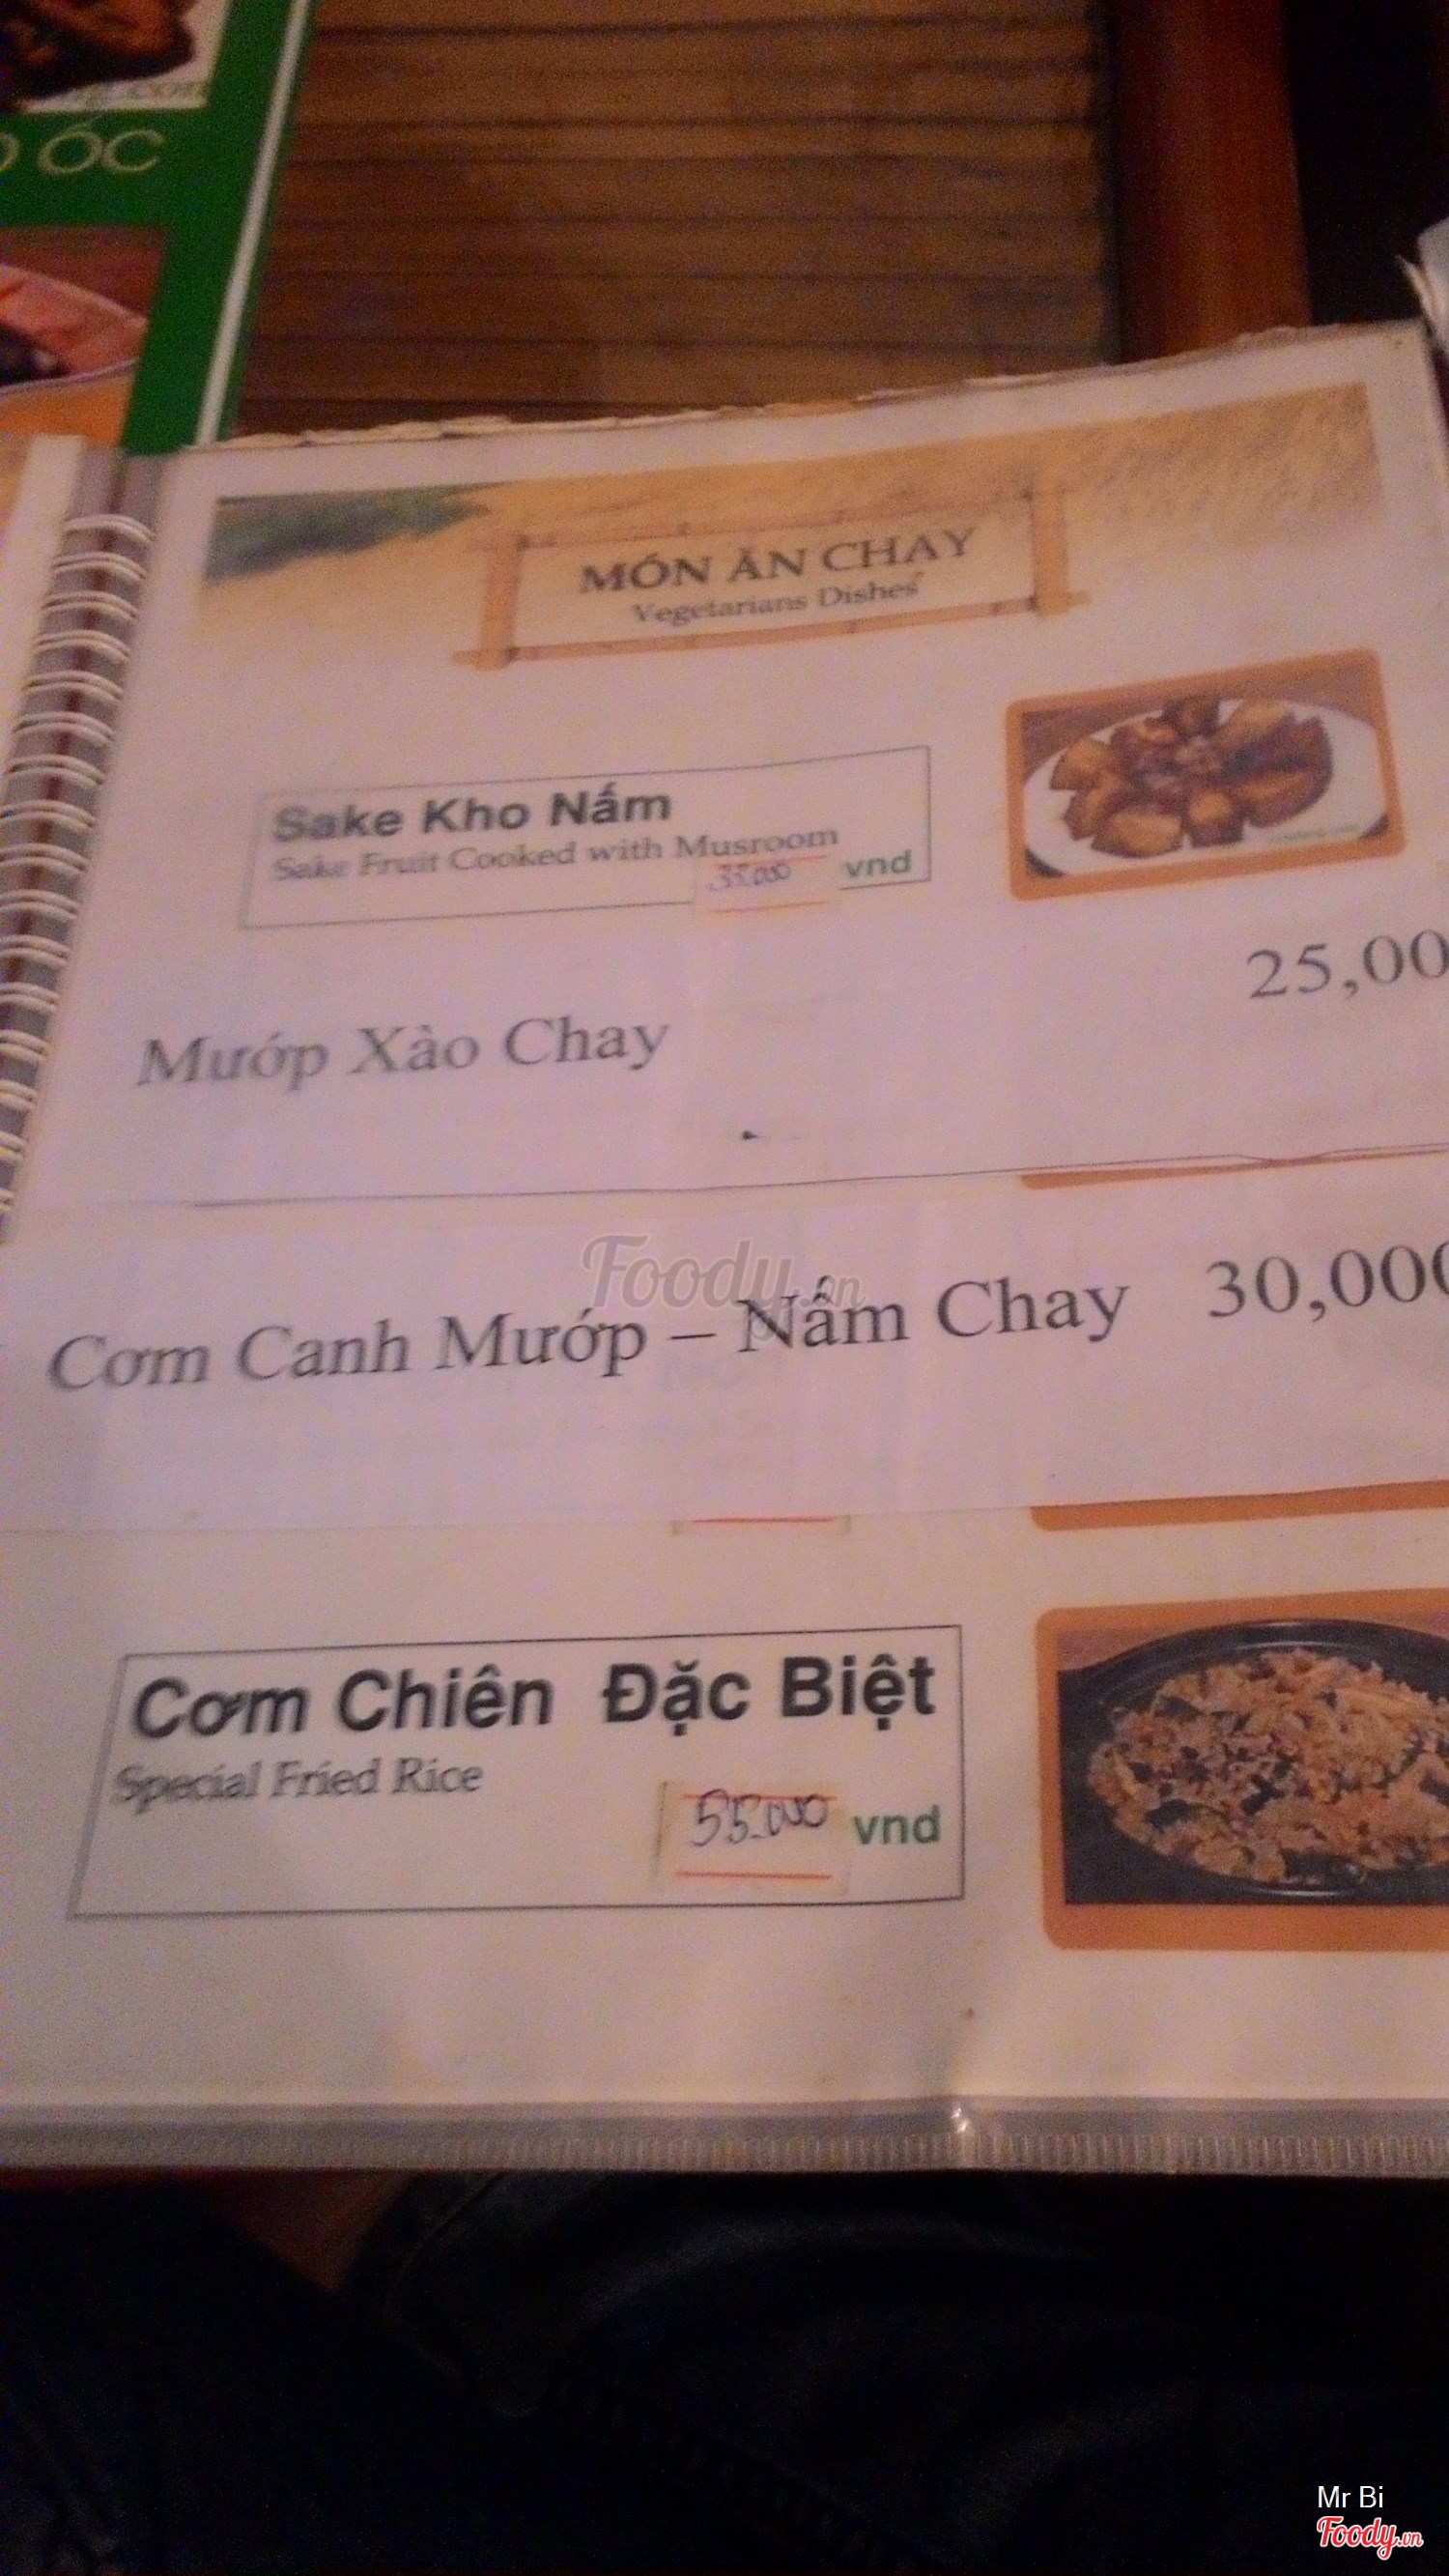 ỐC
MÓN ĂN CHAY
Vegetarians Dishes
Sake Kho Nấm
Sake Fruit Cooked with Musroom
35.000 vnd
25,00
Mướp Xào Chay
Foody.vn
Cơm Canh Mướp – Nấm Chay 30,000
Cơm Chiên Đặc Biệt
Special Fried Rice
55.000 vnd
Mr Bi
Foody.vn